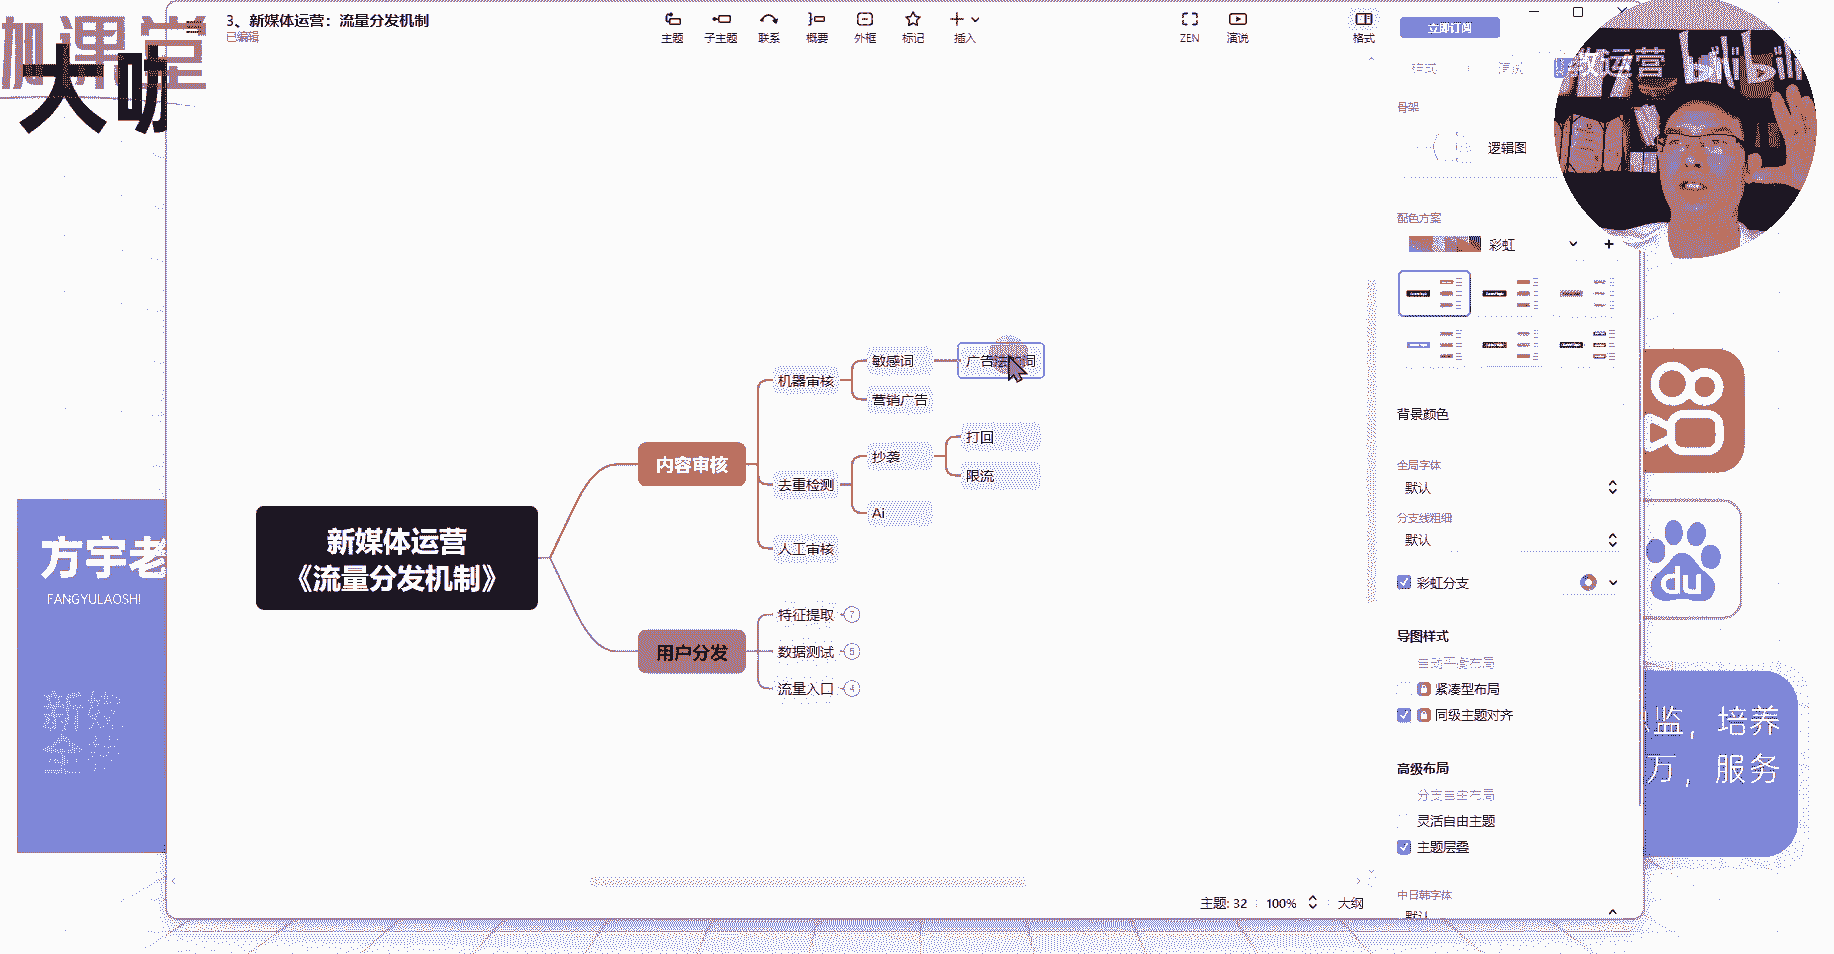 加课堂
大咖
3、新媒体运营：流量分发机制
已编辑
主题
子主题
联系
概要
外框
标记
插入
ZEN
演说
格式
立即订阅
样式
演示
骨架
逻辑图
配色方案
彩虹
背景颜色
全局字体
默认
分支线粗细
默认
彩虹分支
导图样式
自动平衡布局
紧凑型布局
同级主题对齐
高级布局
分支自由布局
灵活自由主题
主题层叠
中日韩字体
默认
新媒体运营
《流量分发机制》
内容审核
机器审核
敏感词
广告法 词
营销广告
去重检测
抄袭
打回
限流
Ai
人工审核
用户分发
特征提取 7
数据测试 5
流量入口 4
主题: 32
100%
大纲
方宇老
FANGYULAOSHI
新媒
运营
bilibili
du
监，培养
万，服务